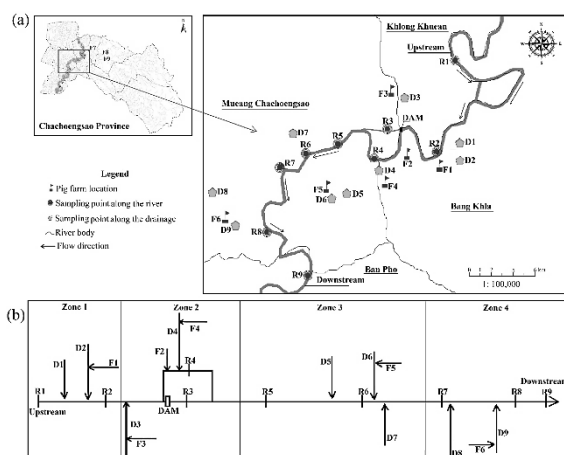 (a)
F7
F8
F9
Chachoengsao Province
Legend
Pig farm location
Sampling point along the river
Sampling point along the drainage
River body
Flow direction
Khlong Khuean
Upstream
R1
F3
D3
Mueang Chachoengsao
R3
DAM
D7
R6
R5
R4
F2
R2
D1
D2
F1
R7
D4
F4
D8
F5
D6
D5
F6
D9
Bang Khla
R8
Ban Pho
R9
Downstream
1: 100,000
(b)
Zone 1
Zone 2
Zone 3
Zone 4
D4
F4
D2
F2
D1
F1
R4
D5
D6
F5
Downstream
R1
R2
R3
R5
R6
R7
R8
R9
Upstream
DAM
D3
F3
D7
D8
F6
D9